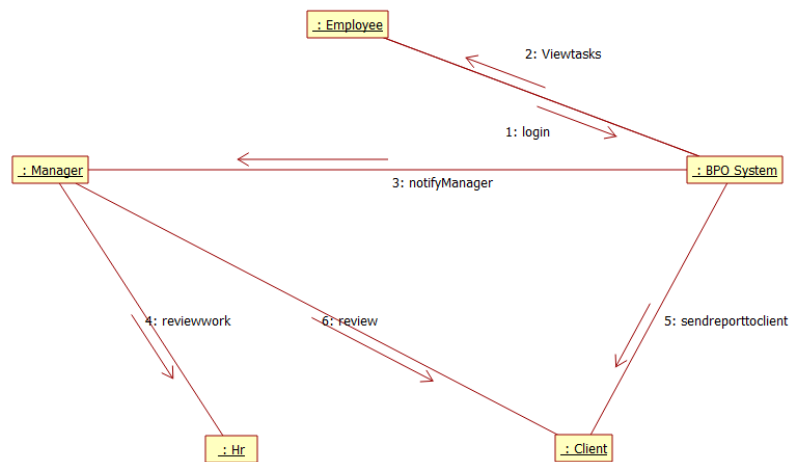 : Employee
2: Viewtasks
1: login
: Manager
: BPO System
3: notifyManager
4: reviewwork
6: review
5: sendreporttoclient
: Hr
: Client